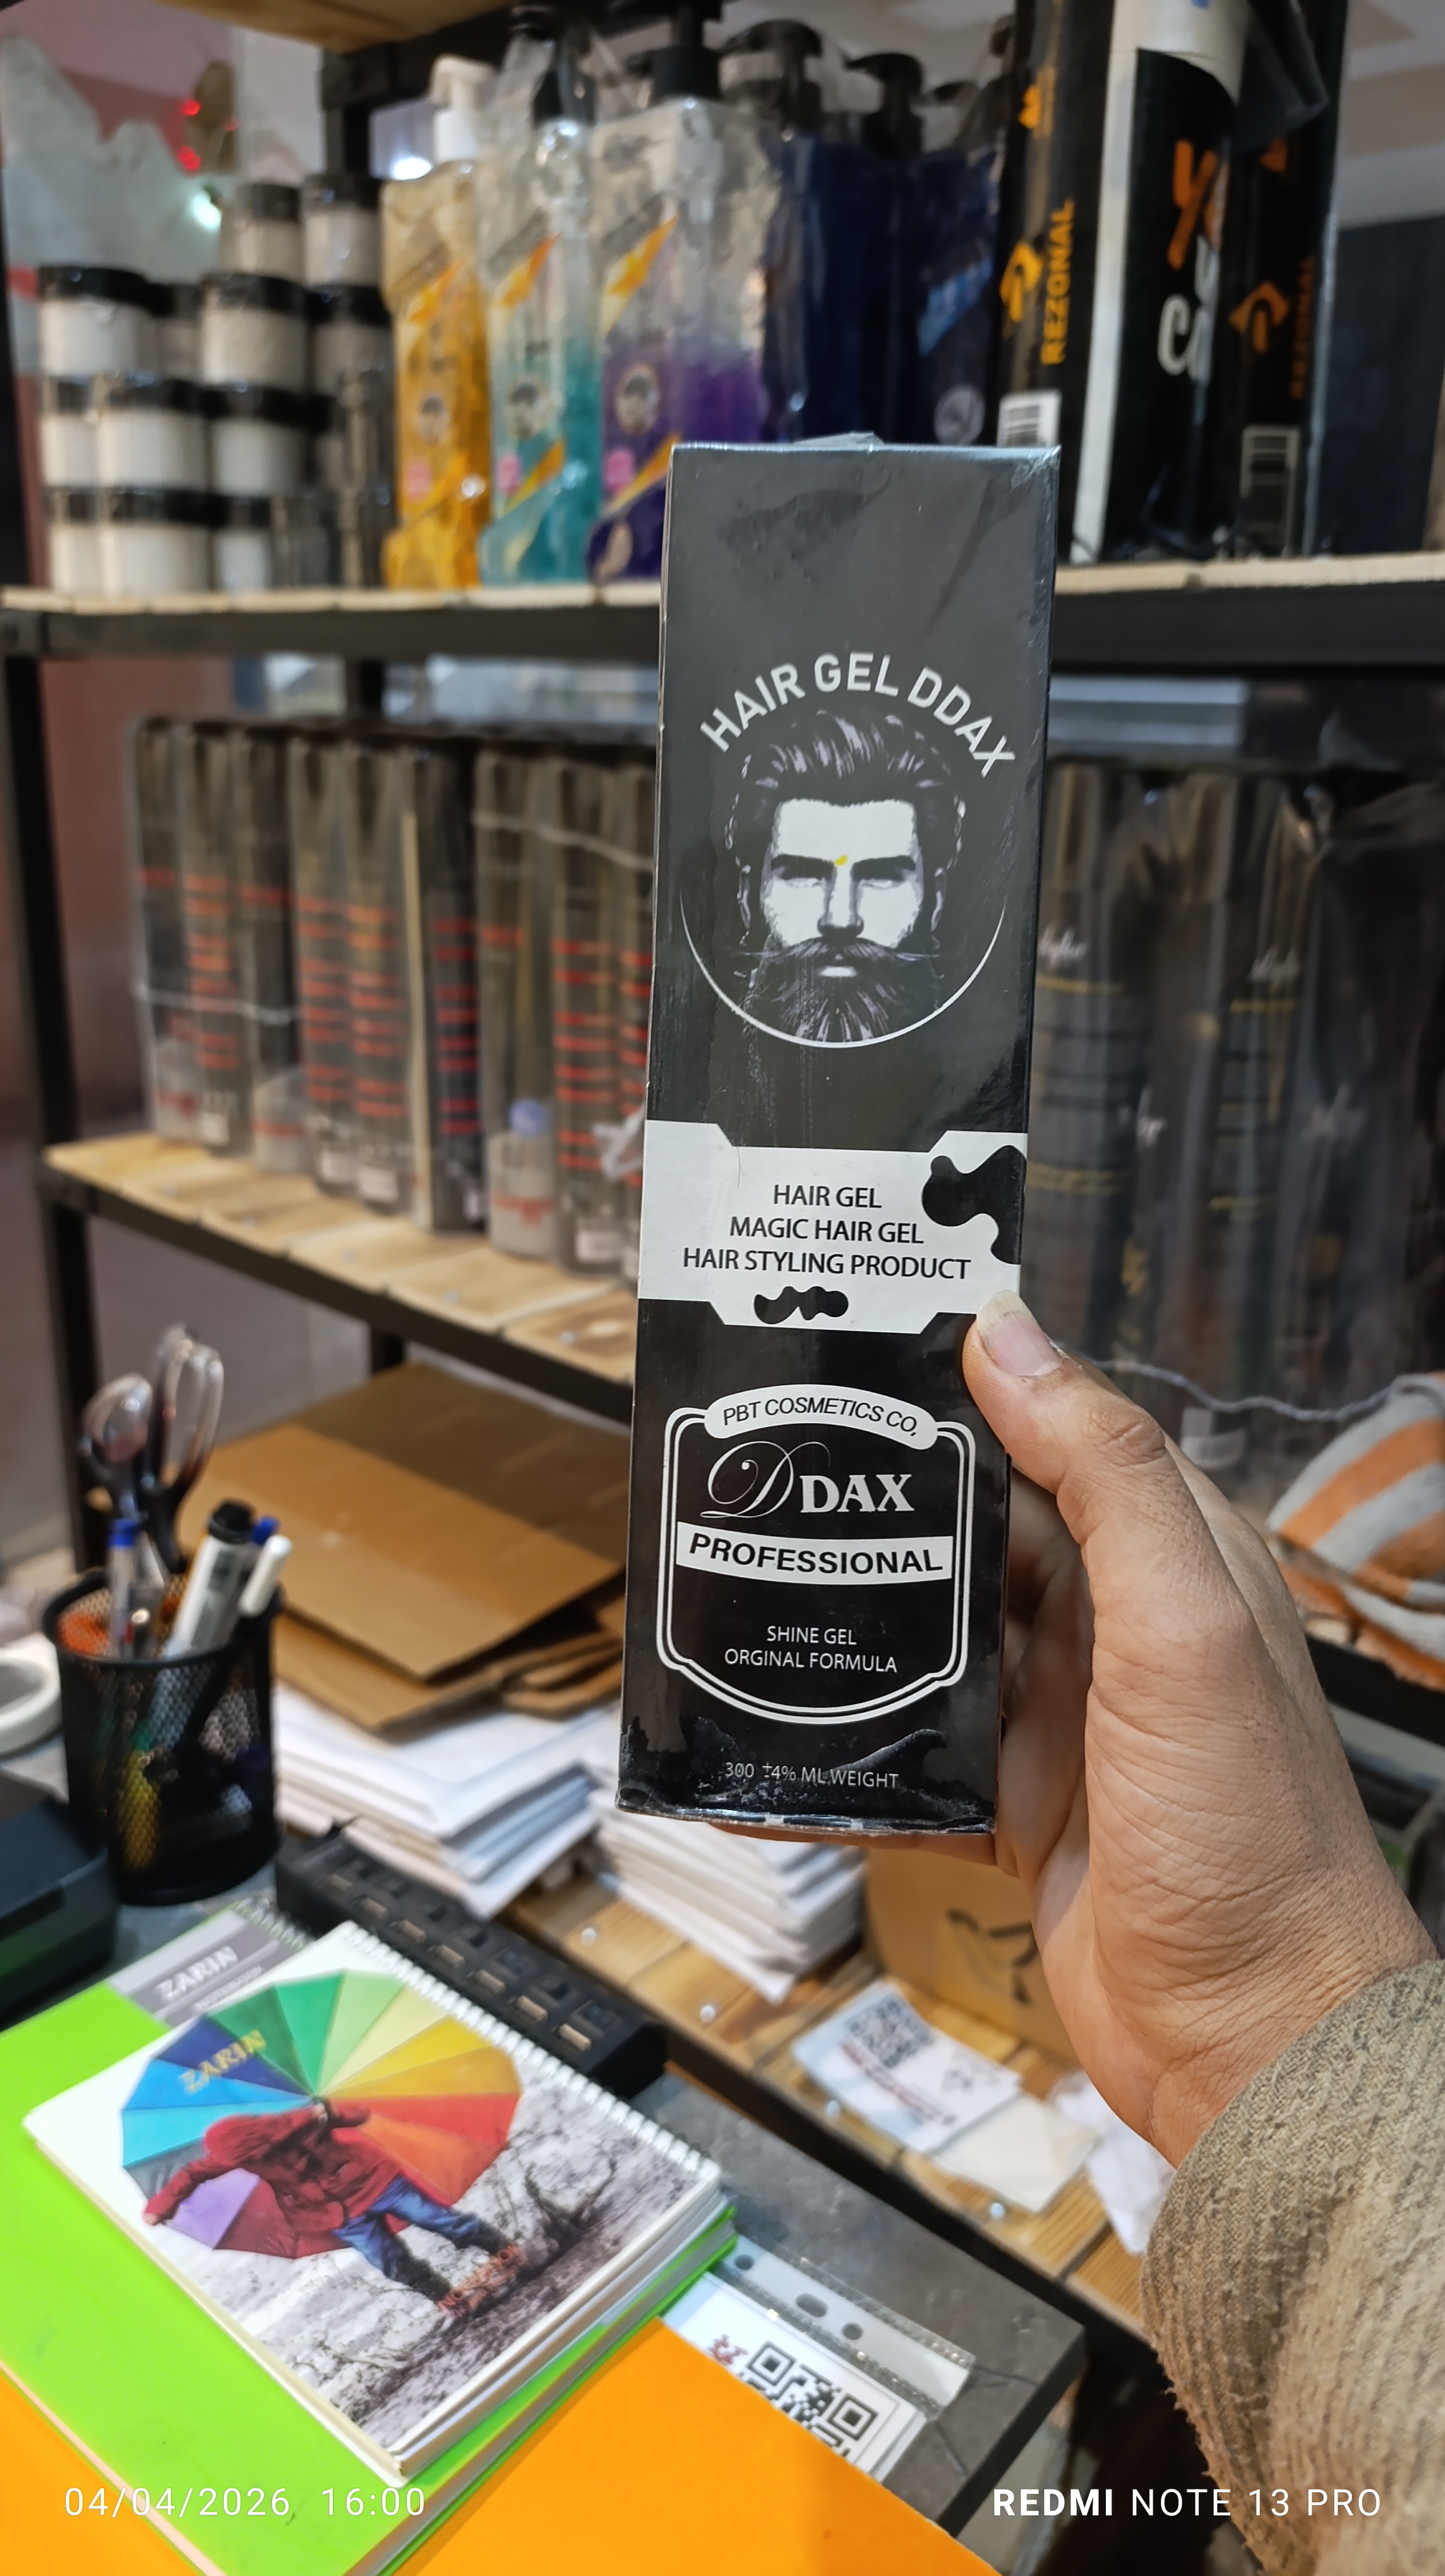 REZONAL
REZONAL
HAIR GEL DDAX
HAIR GEL
MAGIC HAIR GEL
HAIR STYLING PRODUCT
PBT COSMETICS CO,
DDAX
PROFESSIONAL
SHINE GEL
ORGINAL FORMULA
300 ±4% ML.WEIGHT
ZARIN
ZARIN
04/04/2026 16:00
REDMI NOTE 13 PRO